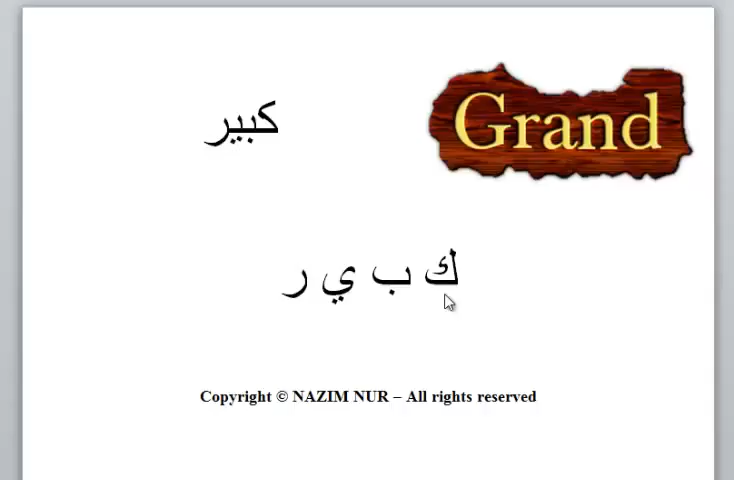 Grand
كبير
ك ب ي ر
Copyright © NAZIM NUR – All rights reserved